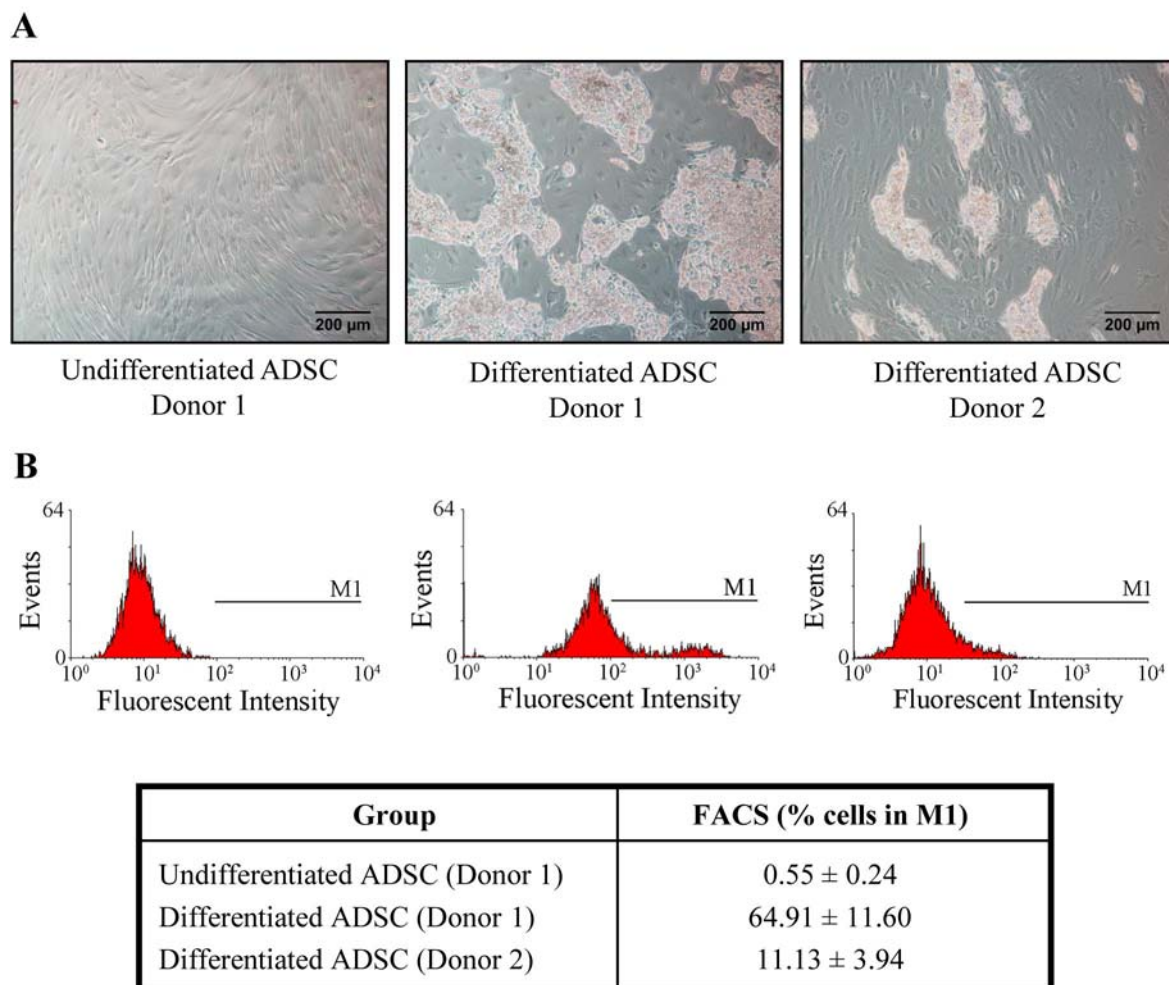 A
200 µm
200 µm
200 µm
Undifferentiated ADSC
Donor 1
Differentiated ADSC
Donor 1
Differentiated ADSC
Donor 2
B
64
Events
0
M1
10⁰ 10¹ 10² 10³ 10⁴
Fluorescent Intensity
64
Events
0
M1
10⁰ 10¹ 10² 10³ 10⁴
Fluorescent Intensity
64
Events
0
M1
10⁰ 10¹ 10² 10³ 10⁴
Fluorescent Intensity
Group FACS (% cells in M1)
Undifferentiated ADSC (Donor 1) 0.55 ± 0.24
Differentiated ADSC (Donor 1) 64.91 ± 11.60
Differentiated ADSC (Donor 2) 11.13 ± 3.94